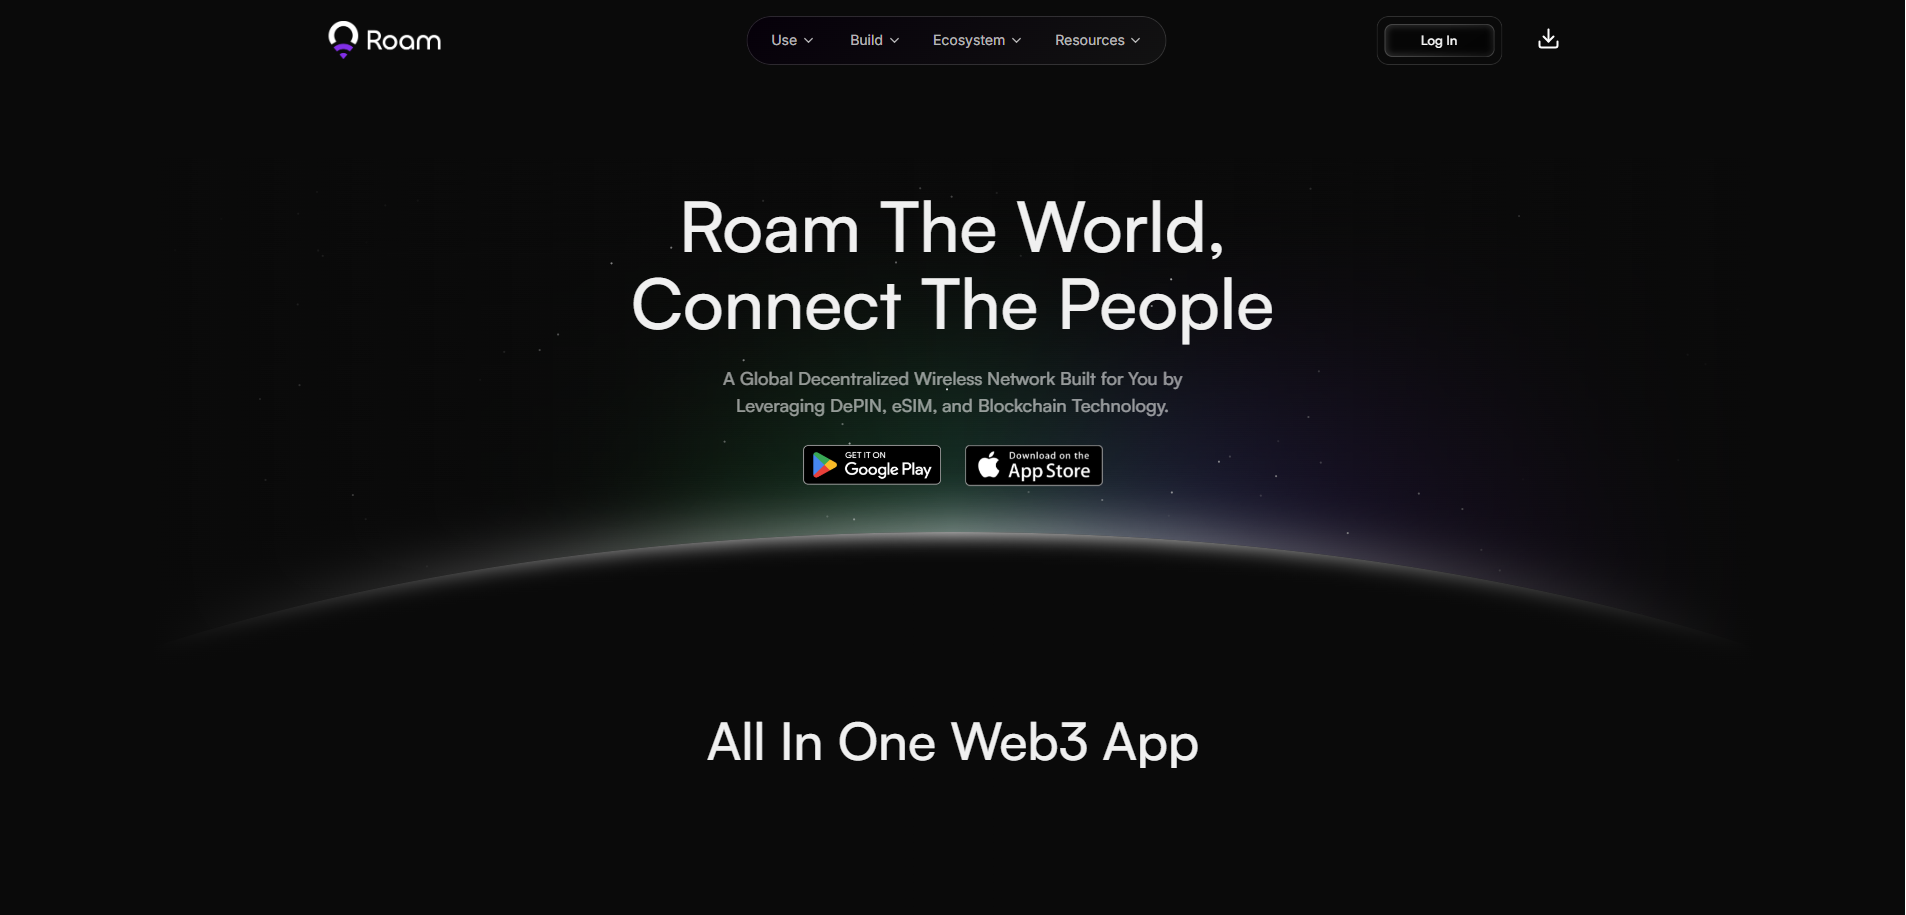 Roam
Use
Build
Ecosystem
Resources
Log In
Roam The World,
Connect The People
A Global Decentralized Wireless Network Built for You by
Leveraging DePIN, eSIM, and Blockchain Technology.
GET IT ON
Google Play
Download on the
App Store
All In One Web3 App